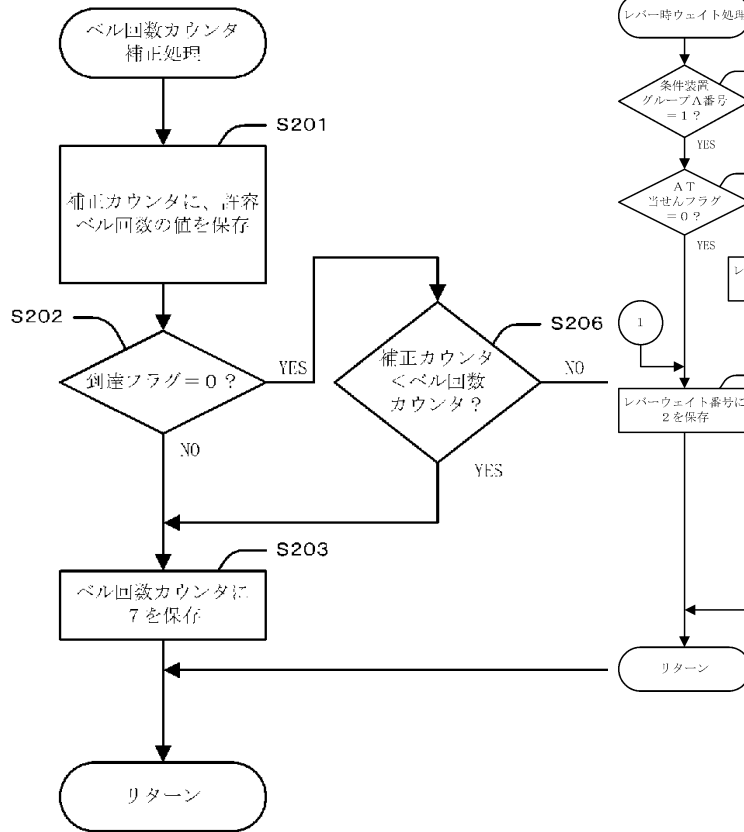 ベル回数カウンタ
補正処理
S201
補正カウンタに、許容
ベル回数の値を保存
S202
到達フラグ=0?
YES
NO
S206
補正カウンタ
<ベル回数
カウンタ?
NO
YES
S203
ベル回数カウンタに
7を保存
リターン
レバー時ウェイト処理
条件装置
グループA番号
=1?
YES
AT
当せんフラグ
=0?
YES
レ
1
レバーウェイト番号に
2を保存
リターン